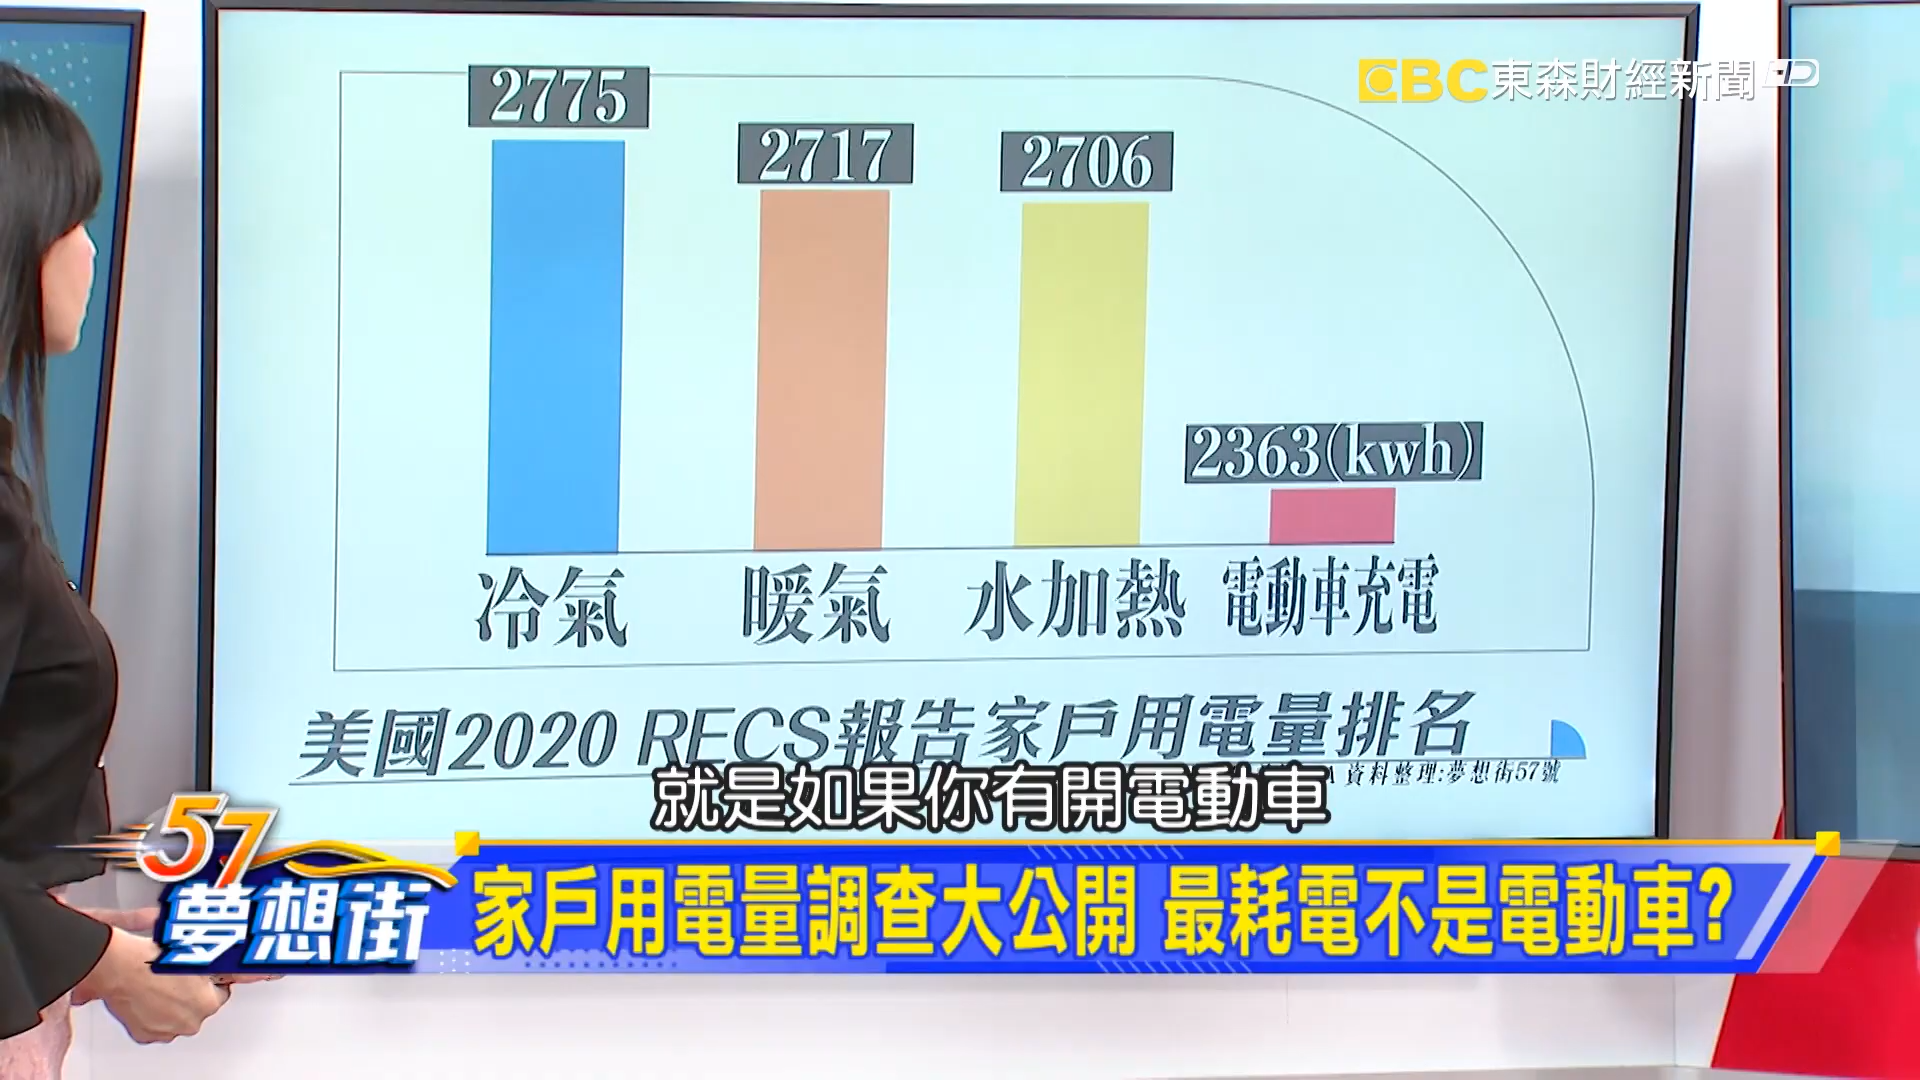 EBC東森財經新聞HD
2775
2717
2706
2363(kwh)
冷氣
暖氣
水加熱
電動車充電
美國2020 RECS報告家戶用電量排名
資料整理:夢想街57號
就是如果你有開電動車
57
夢想街
家戶用電量調查大公開 最耗電不是電動車?